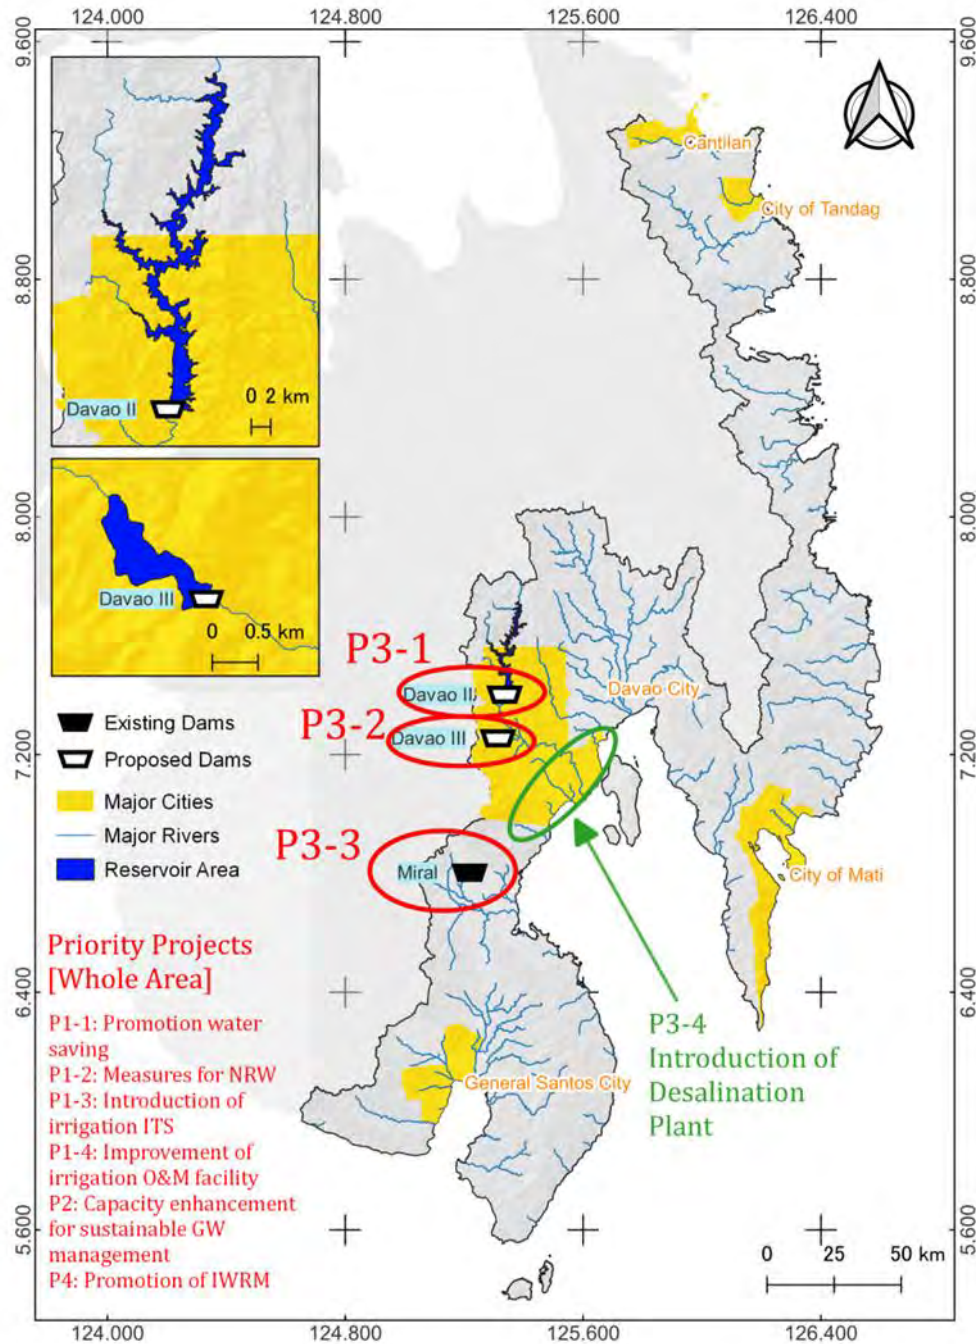 124.000
124.800
125.600
126.400
9.600
9.600
Cantilan
City of Tandag
8.800
8.800
0 2 km
Davao II
8.000
8.000
Davao III
0 0.5 km
P3-1
Davao II
Davao City
P3-2
Davao III
Existing Dams
Proposed Dams
7.200
7.200
Major Cities
Major Rivers
Reservoir Area
P3-3
Miral
City of Mati
Priority Projects
[Whole Area]
6.400
6.400
P1-1: Promotion water
saving
P1-2: Measures for NRW
P1-3: Introduction of
irrigation ITS
P1-4: Improvement of
irrigation O&M facility
P2: Capacity enhancement
for sustainable GW
management
P4: Promotion of IWRM
P3-4
Introduction of
Desalination
Plant
General Santos City
5.600
5.600
0 25 50 km
124.000
124.800
125.600
126.400